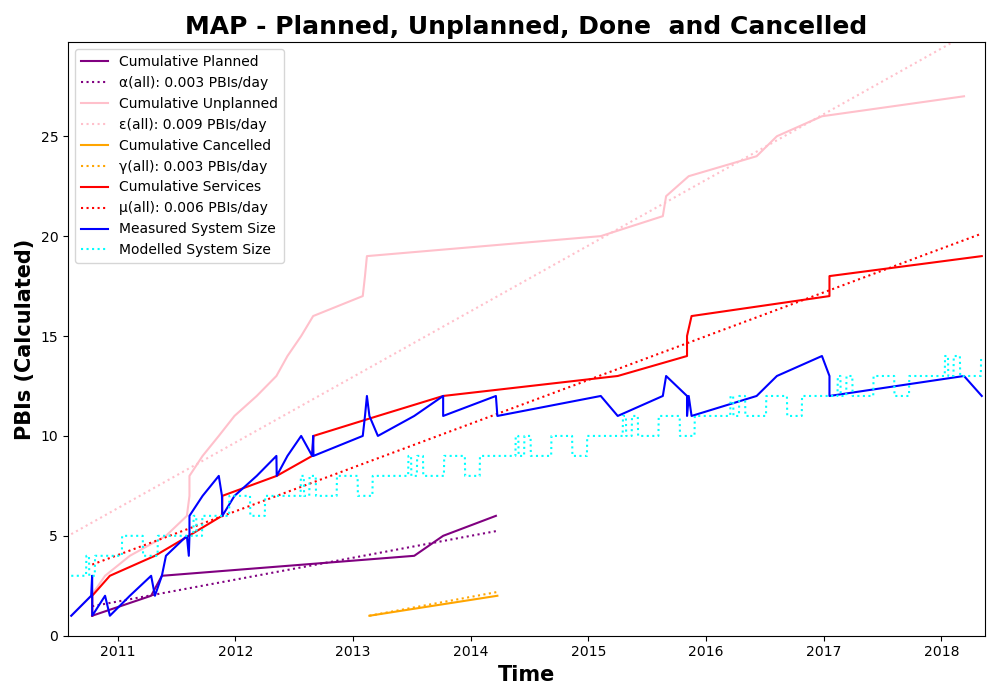 MAP - Planned, Unplanned, Done  and Cancelled
Cumulative Planned
α(all): 0.003 PBIs/day
Cumulative Unplanned
ε(all): 0.009 PBIs/day
Cumulative Cancelled
γ(all): 0.003 PBIs/day
Cumulative Services
μ(all): 0.006 PBIs/day
Measured System Size
Modelled System Size
PBIs (Calculated)
25
20
15
10
5
0
2011 2012 2013 2014 2015 2016 2017 2018
Time